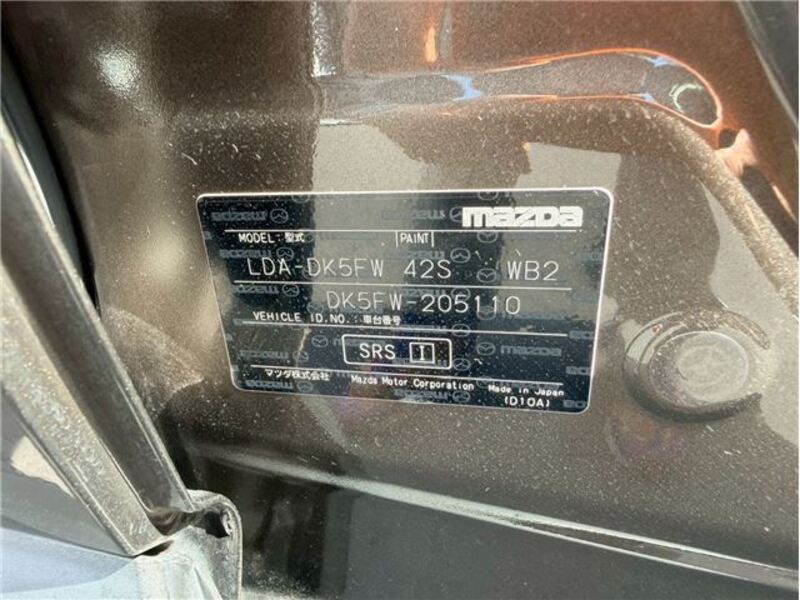 mazda
MODEL:型式 PAINT
LDA-DK5FW 42S WB2
DK5FW-205110
VEHICLE ID.NO.:車台番号
SRS I
マツダ株式会社 Mazda Motor Corporation Made in Japan
(D10A)